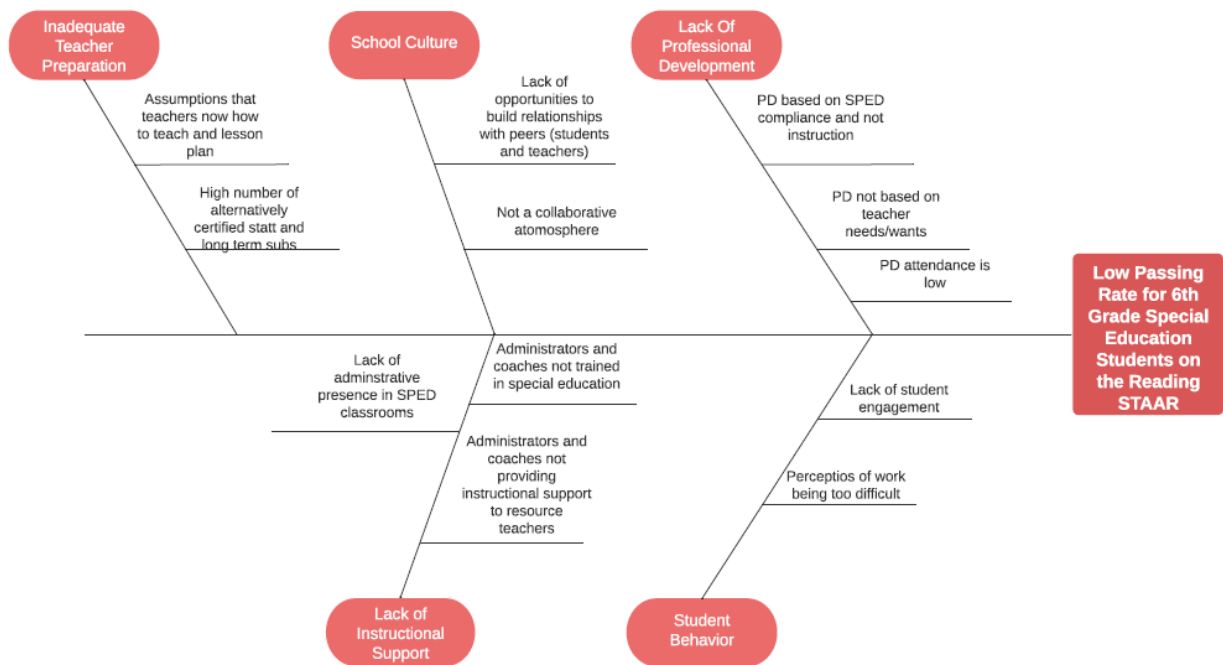 Inadequate
Teacher
Preparation
School Culture
Lack Of
Professional
Development
Assumptions that
teachers now how
to teach and lesson
plan
High number of
alternatively
certified statt and
long term subs
Lack of
opportunities to
build relationships
with peers (students
and teachers)
Not a collaborative
atomosphere
PD based on SPED
compliance and not
instruction
PD not based on
teacher
needs/wants
PD attendance is
low
Low Passing
Rate for 6th
Grade Special
Education
Students on
the Reading
STAAR
Lack of
adminstrative
presence in SPED
classrooms
Administrators and
coaches not trained
in special education
Administrators and
coaches not
providing
instructional support
to resource
teachers
Lack of student
engagement
Perceptios of work
being too difficult
Lack of
Instructional
Support
Student
Behavior